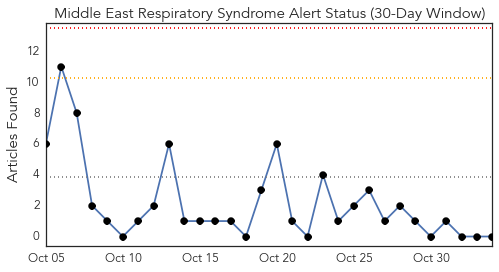 Middle East Respiratory Syndrome Alert Status (30-Day Window)
Articles Found
12
10
8
6
4
2
0
Oct 05 Oct 10 Oct 15 Oct 20 Oct 25 Oct 30